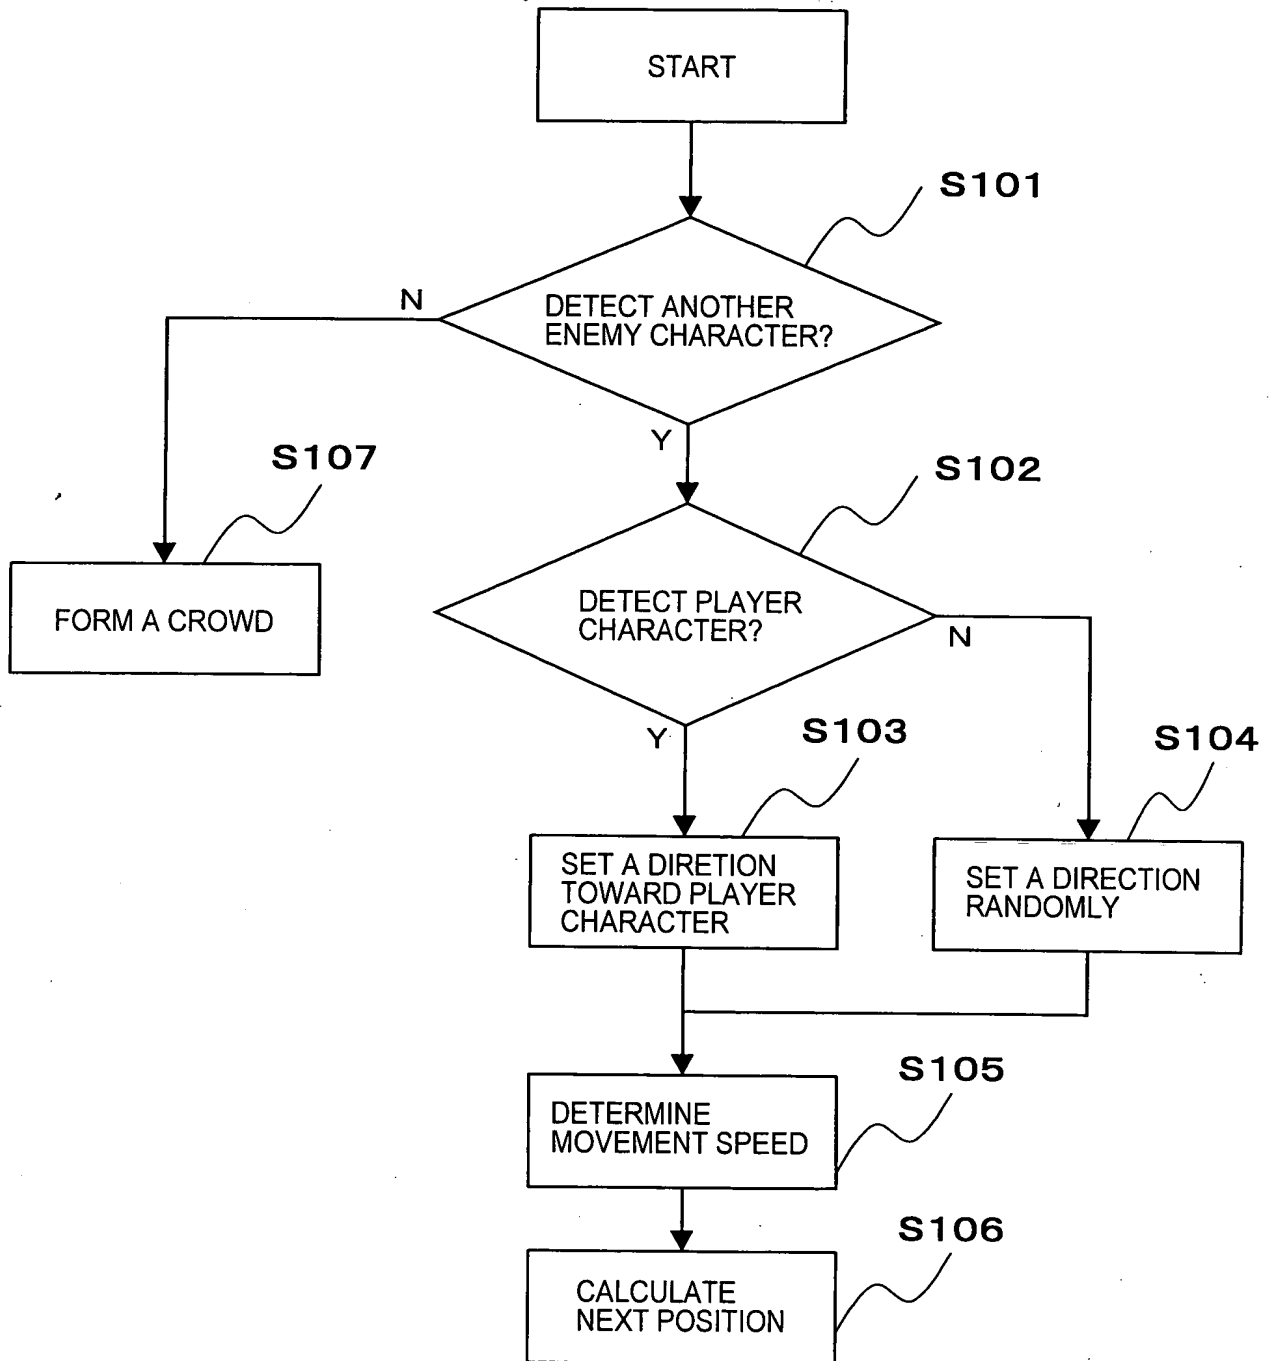 START
S101
N
DETECT ANOTHER
ENEMY CHARACTER?
Y
S107
S102
FORM A CROWD
DETECT PLAYER
CHARACTER?
N
Y
S103
S104
SET A DIRETION
TOWARD PLAYER
CHARACTER
SET A DIRECTION
RANDOMLY
S105
DETERMINE
MOVEMENT SPEED
S106
CALCULATE
NEXT POSITION